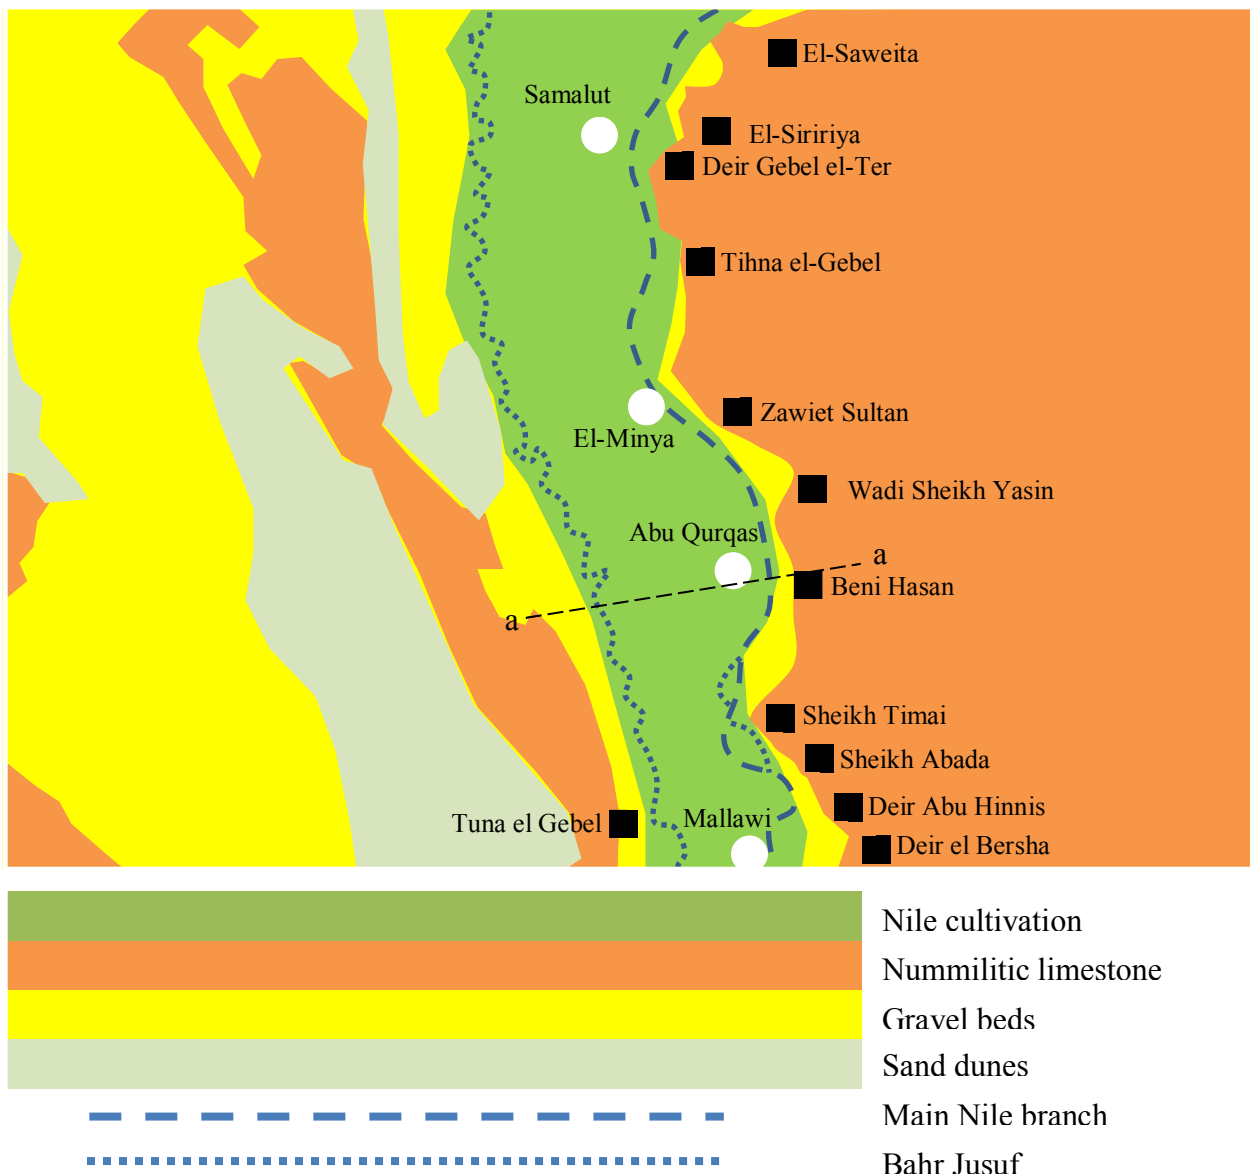 El-Saweita
Samalut
El-Siririya
Deir Gebel el-Ter
Tihna el-Gebel
Zawiet Sultan
El-Minya
Wadi Sheikh Yasin
Abu Qurqas
a
Beni Hasan
a
Sheikh Timai
Sheikh Abada
Deir Abu Hinnis
Mallawi
Tuna el Gebel
Deir el Bersha
Nile cultivation
Nummilitic limestone
Gravel beds
Sand dunes
Main Nile branch
Bahr Jusuf